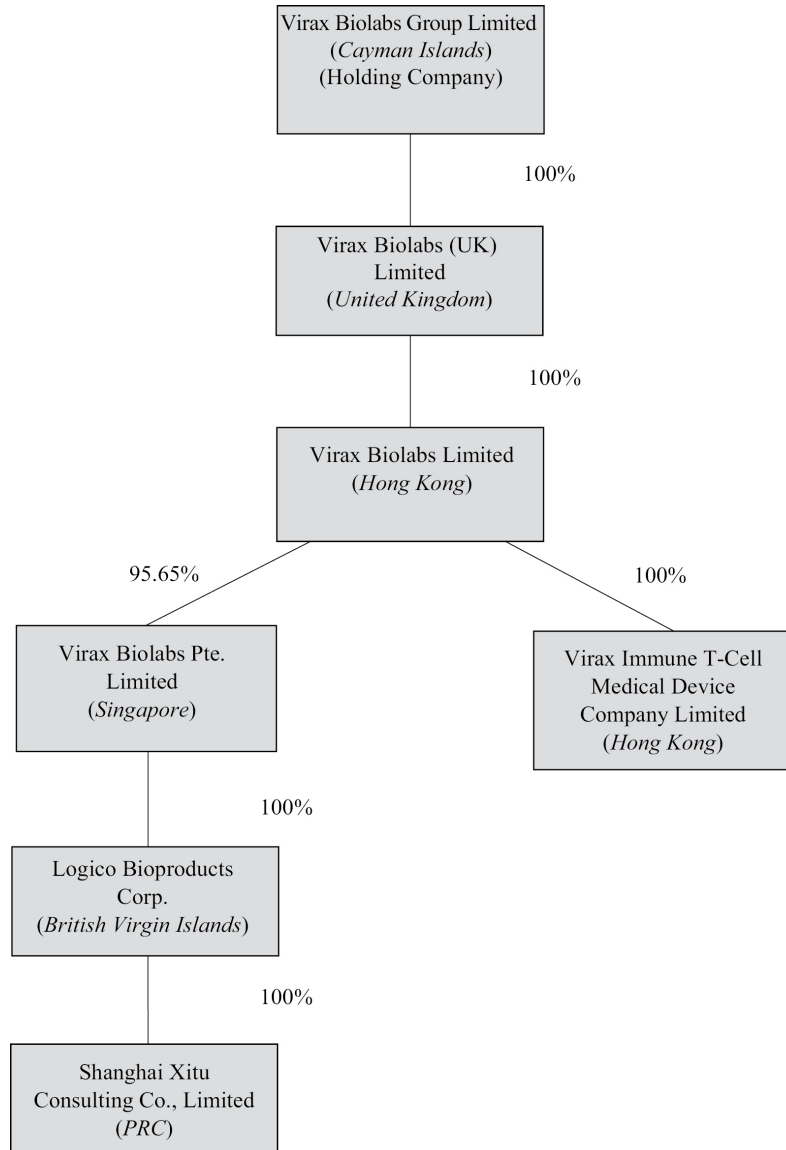 Virax Biolabs Group Limited
(Cayman Islands)
(Holding Company)
100%
Virax Biolabs (UK)
Limited
(United Kingdom)
100%
Virax Biolabs Limited
(Hong Kong)
95.65%
100%
Virax Biolabs Pte.
Limited
(Singapore)
Virax Immune T-Cell
Medical Device
Company Limited
(Hong Kong)
100%
Logico Bioproducts
Corp.
(British Virgin Islands)
100%
Shanghai Xitu
Consulting Co., Limited
(PRC)